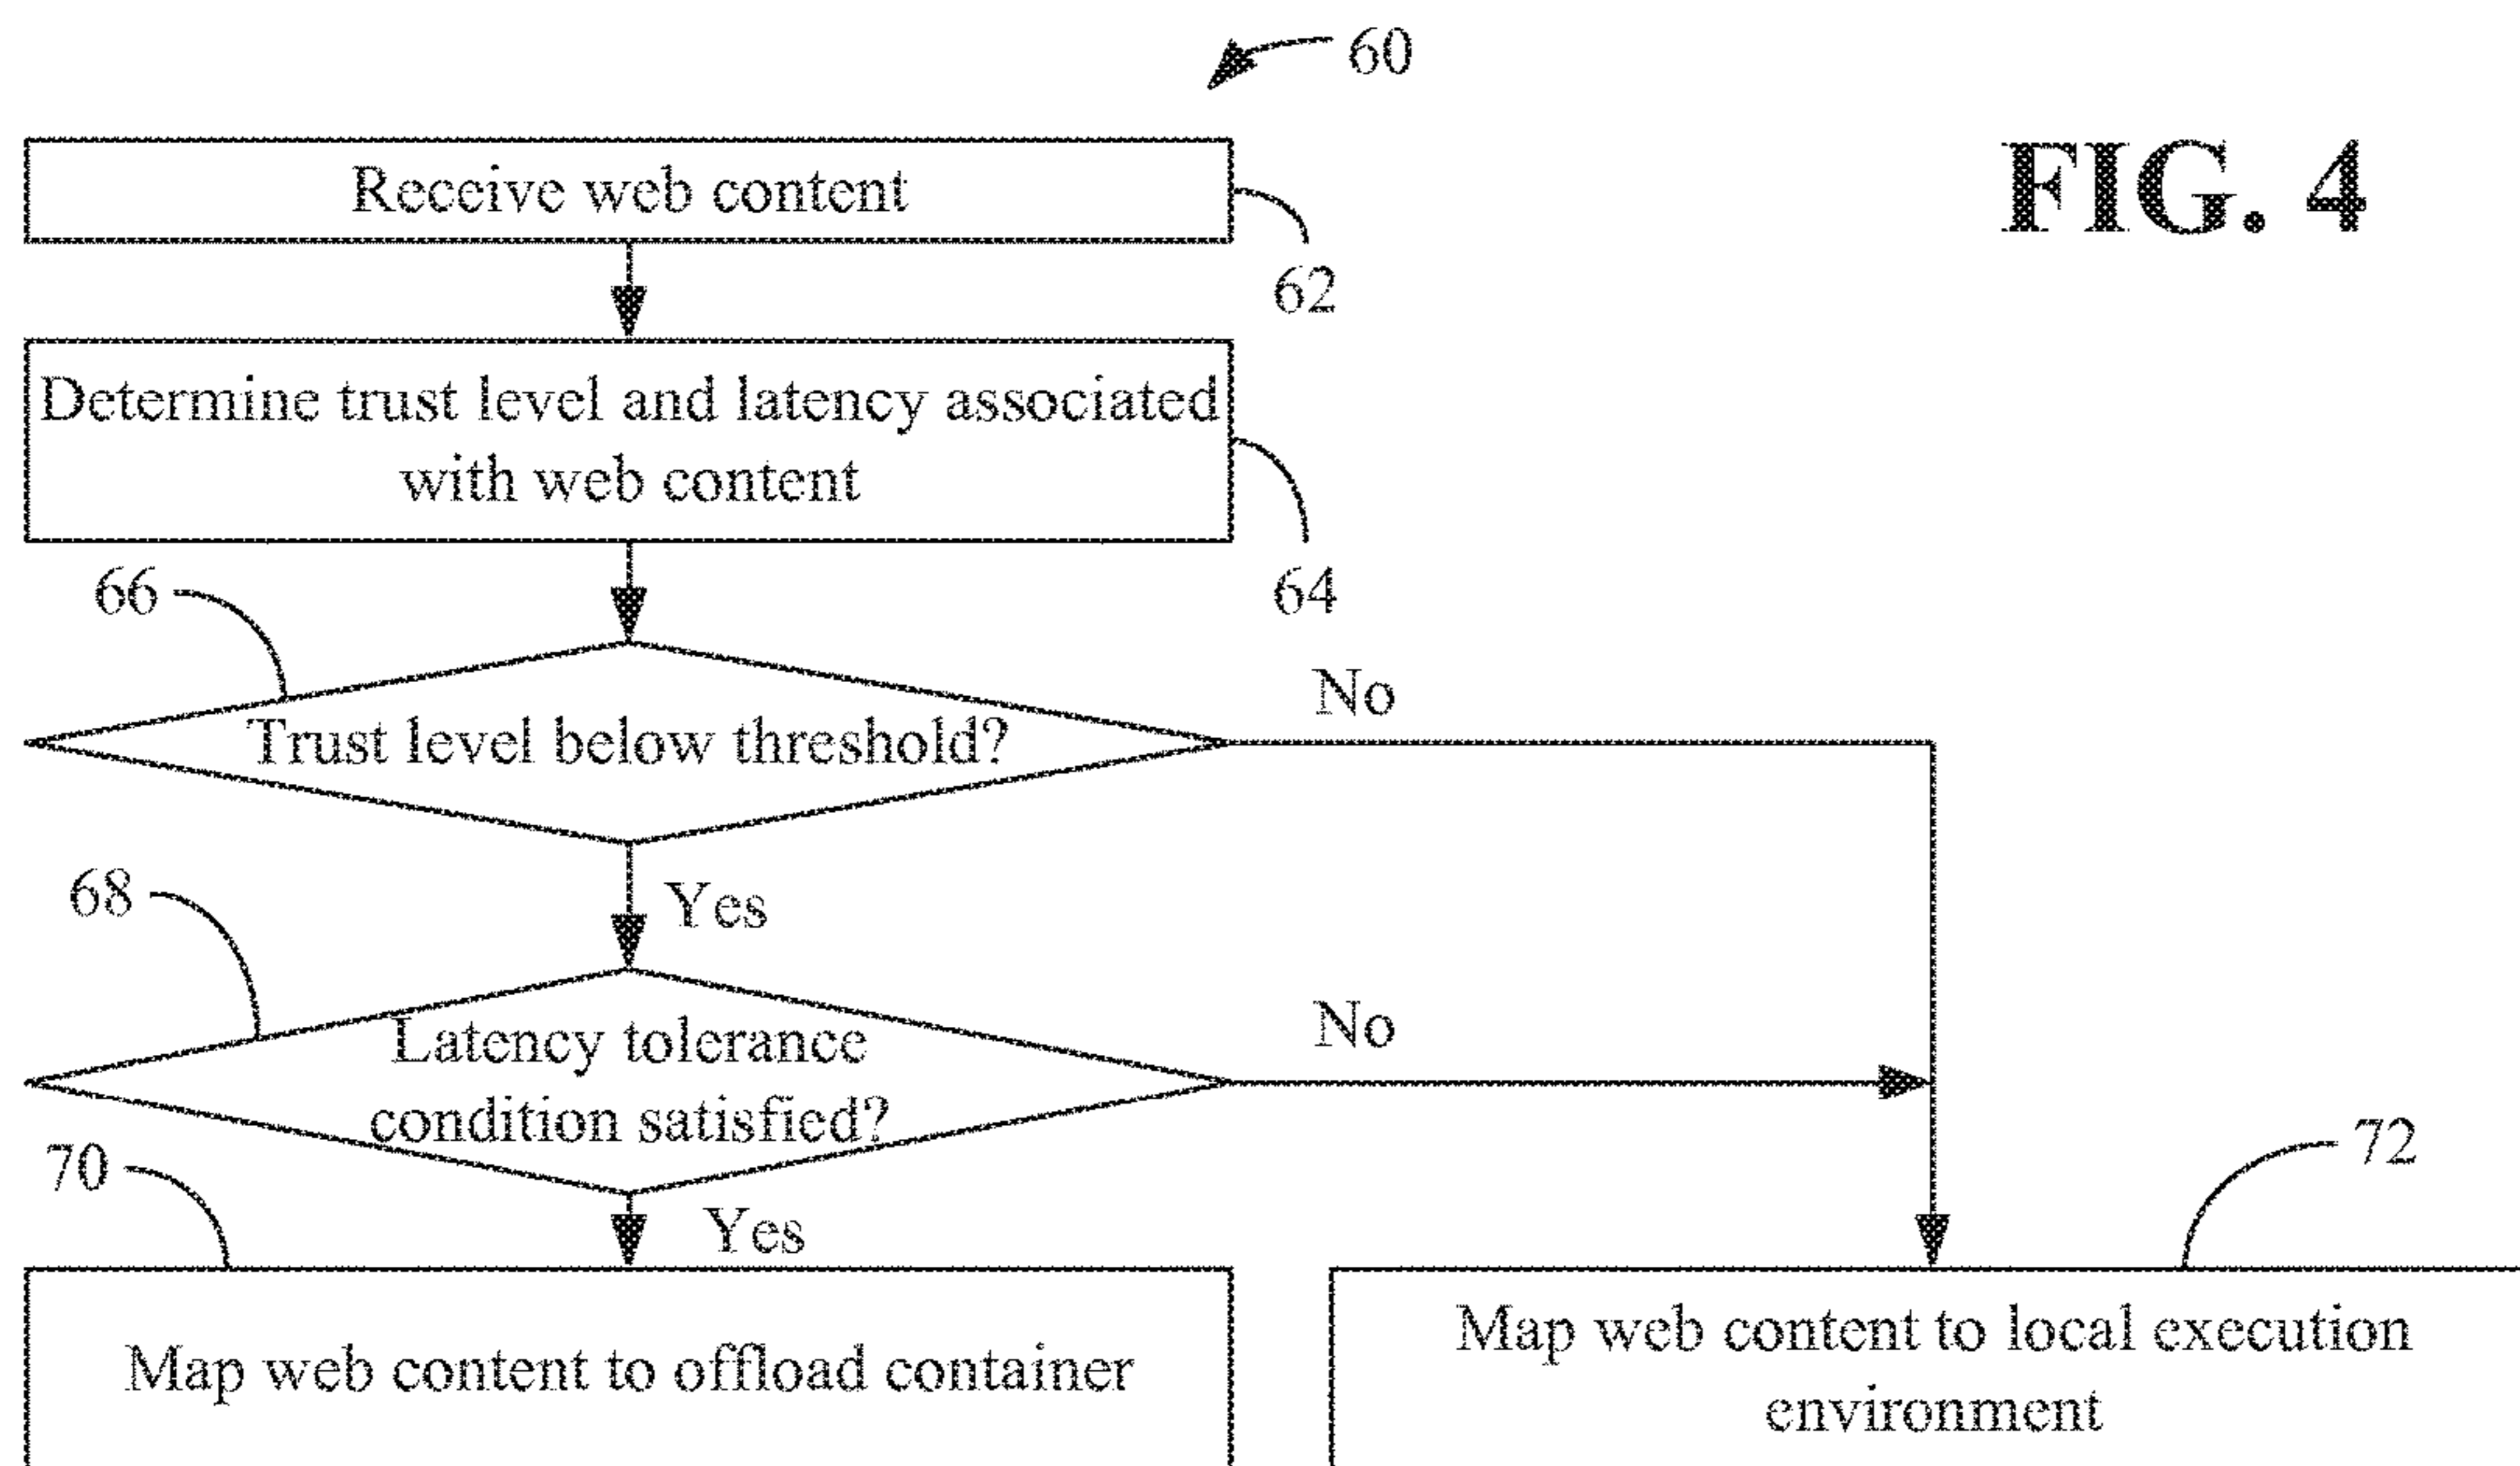 60
FIG. 4
Receive web content
62
Determine trust level and latency associated
with web content
64
66
No
Trust level below threshold?
Yes
68
No
Latency tolerance
condition satisfied?
70
72
Yes
Map web content to offload container
Map web content to local execution
environment